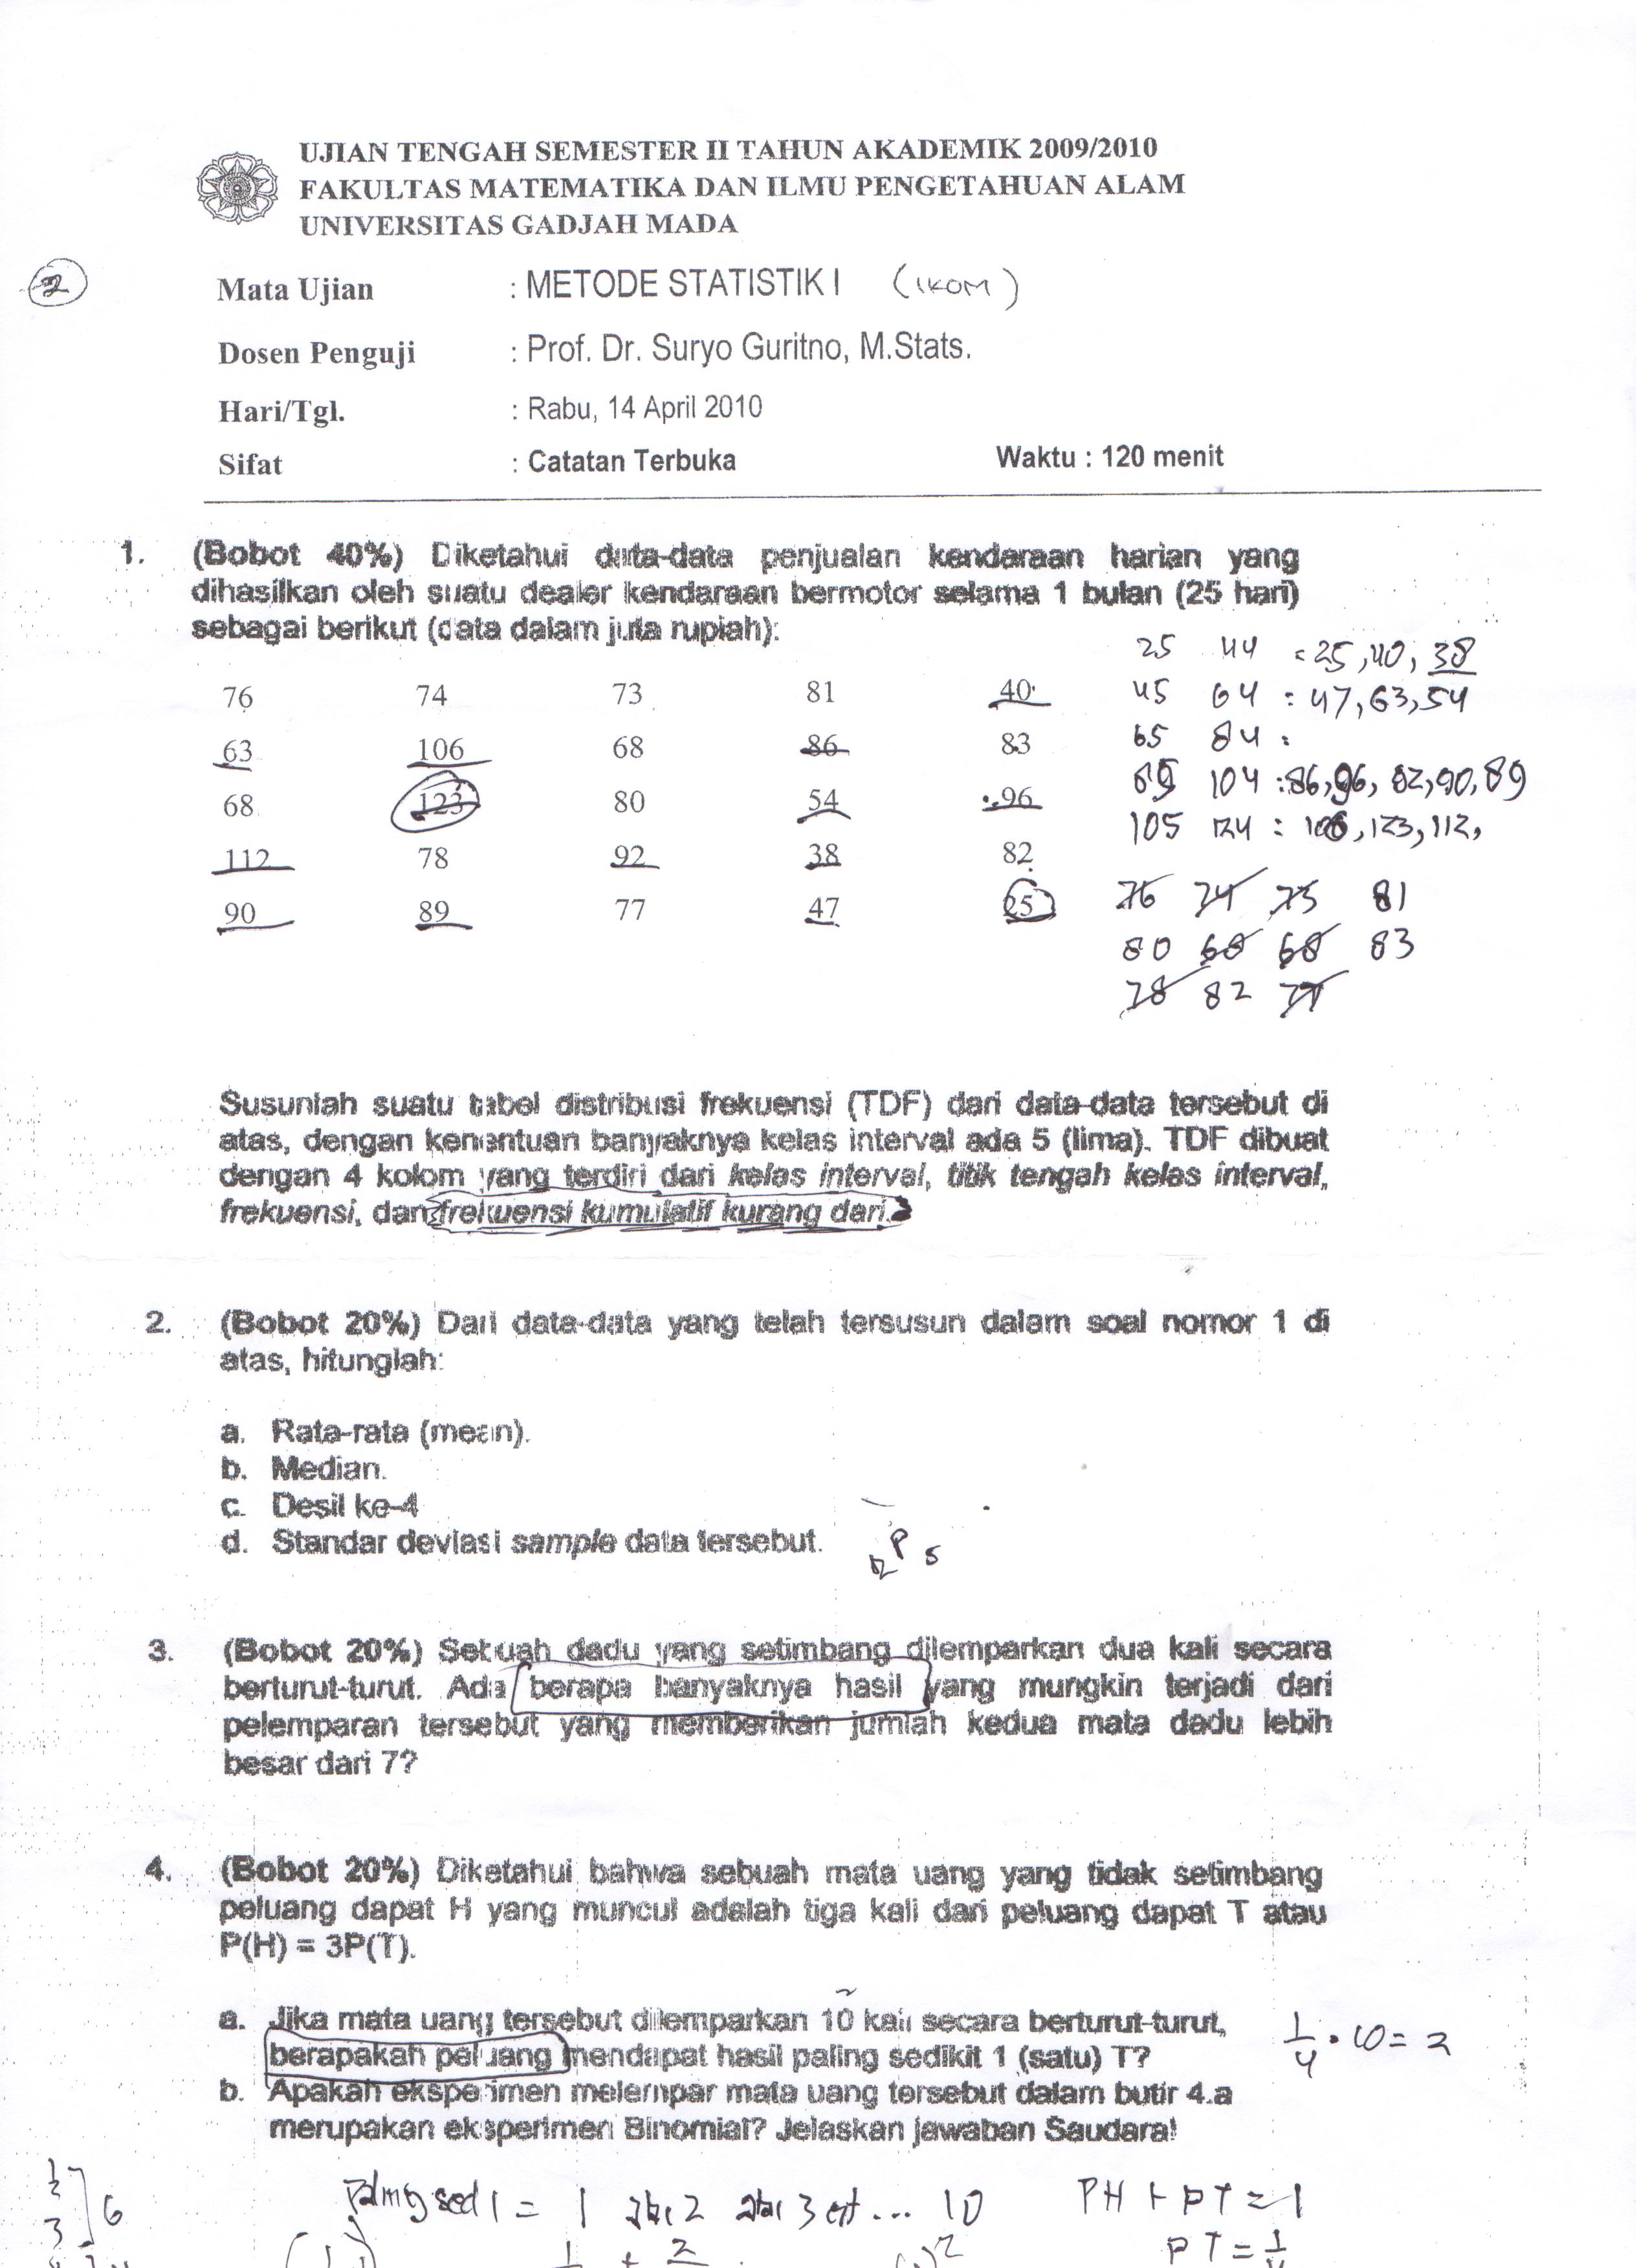 UJIAN TENGAH SEMESTER II TAHUN AKADEMIK 2009/2010
FAKULTAS MATEMATIKA DAN ILMU PENGETAHUAN ALAM
UNIVERSITAS GADJAH MADA
2
Mata Ujian : METODE STATISTIK I (IKOM)
Dosen Penguji : Prof. Dr. Suryo Guritno, M.Stats.
Hari/Tgl. : Rabu, 14 April 2010
Sifat : Catatan Terbuka Waktu : 120 menit
1. (Bobot 40%) Diketahui data-data penjualan kendaraan harian yang
dihasilkan oleh suatu dealer kendaraan bermotor selama 1 bulan (25 hari)
sebagai berikut (data dalam juta rupiah):
76 74 73 81 40
63 106 68 86 83
68 123 80 54 96
112 78 92 38 82
90 89 77 47 25
25 44 = 25, 40, 38
45 64 : 47, 63, 54
65 84 :
85 104 : 86, 96, 82, 90, 89
105 124 : 106, 123, 112,
76 74 73 81
80 68 68 83
78 82 77
Susunlah suatu tabel distribusi frekuensi (TDF) dari data-data tersebut di
atas, dengan kenentuan banyaknya kelas interval ada 5 (lima). TDF dibuat
dengan 4 kolom yang terdiri dari kelas interval, titik tengah kelas interval,
frekuensi, dan frekuensi kumulatif kurang dari.
2. (Bobot 20%) Dari data-data yang telah tersusun dalam soal nomor 1 di
atas, hitunglah:
a. Rata-rata (mean).
b. Median.
c. Desil ke-4
d. Standar deviasi sample data tersebut.
P 5
3. (Bobot 20%) Sebuah dadu yang setimbang dilemparkan dua kali secara
berturut-turut. Ada berapa banyaknya hasil yang mungkin terjadi dari
pelemparan tersebut yang memberikan jumlah kedua mata dadu lebih
besar dari 7?
4. (Bobot 20%) Diketahui bahwa sebuah mata uang yang tidak setimbang
peluang dapat H yang muncul adalah tiga kali dari peluang dapat T atau
P(H) = 3P(T).
a. Jika mata uang tersebut dilemparkan 10 kali secara berturut-turut,
berapakah peluang mendapat hasil paling sedikit 1 (satu) T?
1/4 • 10 = 2
b. Apakah eksperimen melempar mata uang tersebut dalam butir 4.a
merupakan eksperimen Binomial? Jelaskan jawaban Saudara!
3 6
Paling sed 1 = 1 atau 2 atau 3 ... 10
PH + PT = 1
PT = 1